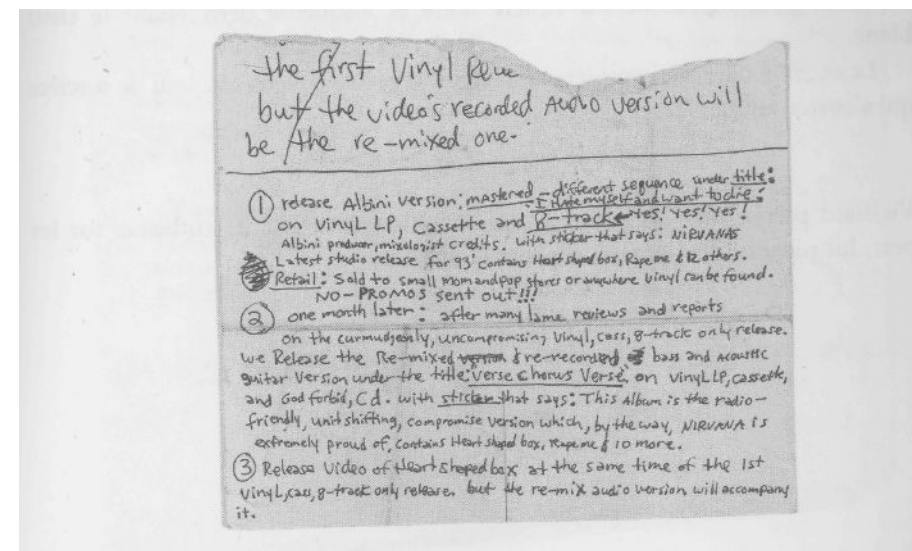 the first Vinyl Rele
but the video's recorded Audio version will
be the re-mixed one.
① release Albini version: mastered - different sequence under title:
I Hate myself and want to die:
on vinyl LP, Cassette and 8-track ← Yes! Yes! Yes!
Albini producer, mixologist credits. With sticker that says: NIRVANAS
Latest studio release for 93' contains Heart shaped box, Rape me & 12 others.
Retail: Sold to small mom and pop stores or anywhere vinyl can be found.
NO-PROMOS sent out!!!
② one month later: after many lame reviews and reports
on the curmudgeonly, uncompromising vinyl, cass, 8-track only release.
we Release the Re-mixed version & re-recorded bass and Acoustic
guitar Version under the title: "Verse Chorus Verse" on vinyl LP, cassette,
and God forbid, Cd. with sticker that says: This Album is the radio-
friendly, unit shifting, compromise version which, by the way, NIRVANA is
extremely proud of, contains Heart shaped box, Rape me & 10 more.
③ Release Video of Heart shaped box at the same time of the 1st
vinyl, cass, 8-track only release. but the re-mix audio version will accompany
it.